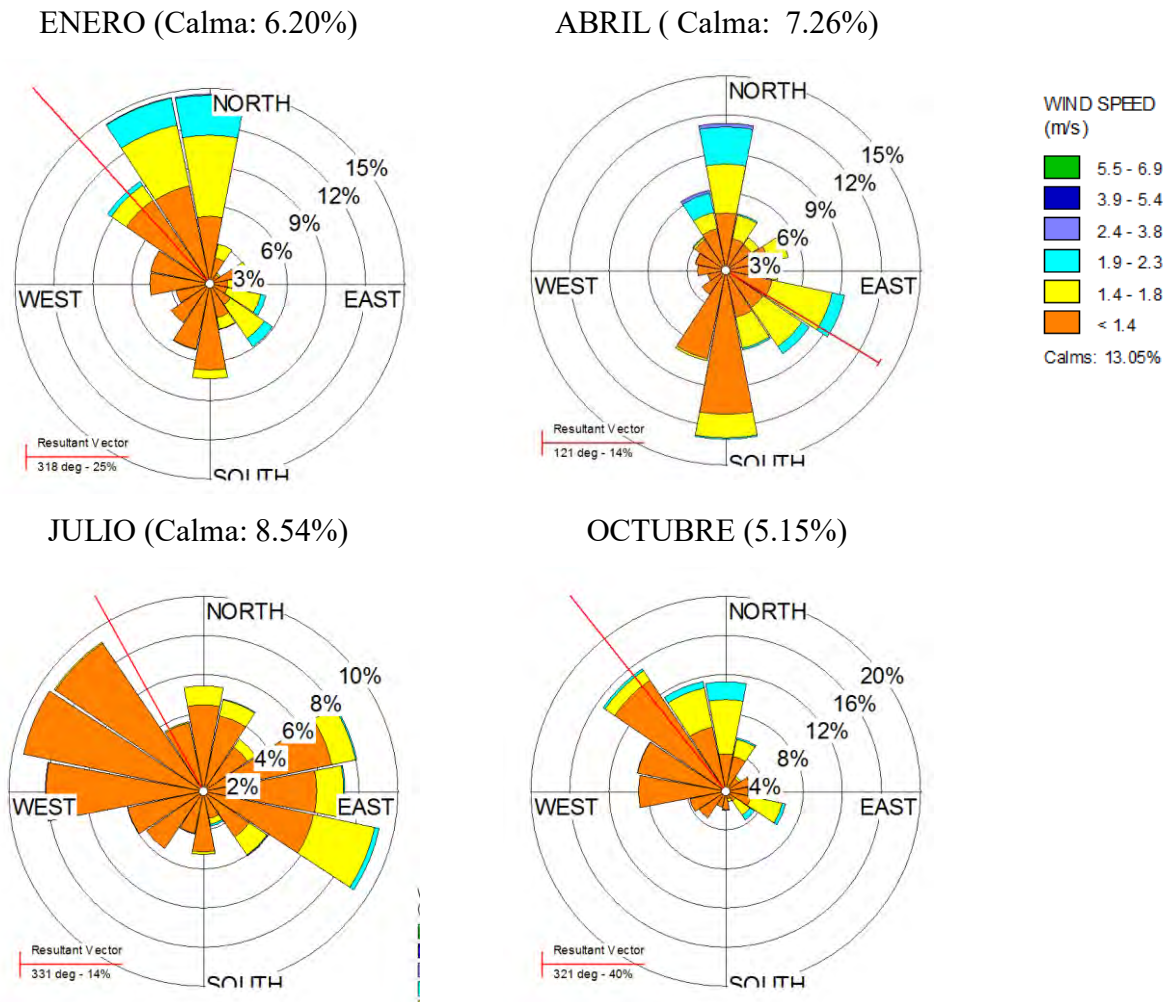 ENERO (Calma: 6.20%)
ABRIL ( Calma:  7.26%)
NORTH
15%
12%
9%
6%
3%
WEST
EAST
SOUTH
Resultant Vector
318 deg - 25%
NORTH
15%
12%
9%
6%
3%
WEST
EAST
SOUTH
Resultant Vector
121 deg - 14%
WIND SPEED
(m/s)
5.5 - 6.9
3.9 - 5.4
2.4 - 3.8
1.9 - 2.3
1.4 - 1.8
< 1.4
Calms: 13.05%
JULIO (Calma: 8.54%)
OCTUBRE (5.15%)
NORTH
10%
8%
6%
4%
2%
WEST
EAST
SOUTH
Resultant Vector
331 deg - 14%
NORTH
20%
16%
12%
8%
4%
WEST
EAST
SOUTH
Resultant Vector
321 deg - 40%